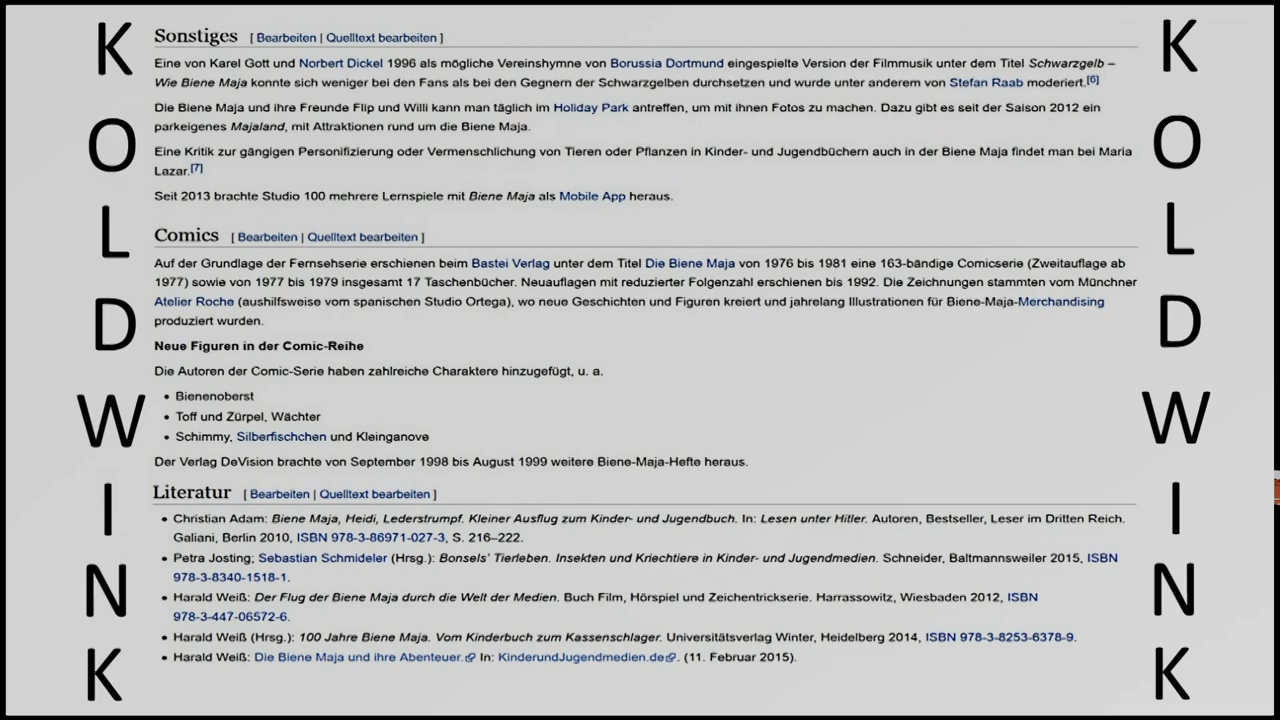 K
O
L
D
W
I
N
K
Sonstiges [ Bearbeiten | Quelltext bearbeiten ]
Eine von Karel Gott und Norbert Dickel 1996 als mögliche Vereinshymne von Borussia Dortmund eingespielte Version der Filmmusik unter dem Titel Schwarzgelb –
Wie Biene Maja konnte sich weniger bei den Fans als bei den Gegnern der Schwarzgelben durchsetzen und wurde unter anderem von Stefan Raab moderiert.[6]
Die Biene Maja und ihre Freunde Flip und Willi kann man täglich im Holiday Park antreffen, um mit ihnen Fotos zu machen. Dazu gibt es seit der Saison 2012 ein
parkeigenes Majaland, mit Attraktionen rund um die Biene Maja.
Eine Kritik zur gängigen Personifizierung oder Vermenschlichung von Tieren oder Pflanzen in Kinder- und Jugendbüchern auch in der Biene Maja findet man bei Maria
Lazar.[7]
Seit 2013 brachte Studio 100 mehrere Lernspiele mit Biene Maja als Mobile App heraus.
Comics [ Bearbeiten | Quelltext bearbeiten ]
Auf der Grundlage der Fernsehserie erschienen beim Bastei Verlag unter dem Titel Die Biene Maja von 1976 bis 1981 eine 163-bändige Comicserie (Zweitauflage ab
1977) sowie von 1977 bis 1979 insgesamt 17 Taschenbücher. Neuauflagen mit reduzierter Folgenzahl erschienen bis 1992. Die Zeichnungen stammten vom Münchner
Atelier Roche (aushilfsweise vom spanischen Studio Ortega), wo neue Geschichten und Figuren kreiert und jahrelang Illustrationen für Biene-Maja-Merchandising
produziert wurden.
Neue Figuren in der Comic-Reihe
Die Autoren der Comic-Serie haben zahlreiche Charaktere hinzugefügt, u. a.
• Bienenoberst
• Toff und Zürpel, Wächter
• Schimmy, Silberfischchen und Kleinganove
Der Verlag DeVision brachte von September 1998 bis August 1999 weitere Biene-Maja-Hefte heraus.
Literatur [ Bearbeiten | Quelltext bearbeiten ]
• Christian Adam: Biene Maja, Heidi, Lederstrumpf. Kleiner Ausflug zum Kinder- und Jugendbuch. In: Lesen unter Hitler. Autoren, Bestseller, Leser im Dritten Reich.
Galiani, Berlin 2010, ISBN 978-3-86971-027-3, S. 216–222.
• Petra Josting; Sebastian Schmideler (Hrsg.): Bonsels' Tierleben. Insekten und Kriechtiere in Kinder- und Jugendmedien. Schneider, Baltmannsweiler 2015, ISBN
978-3-8340-1518-1.
• Harald Weiß: Der Flug der Biene Maja durch die Welt der Medien. Buch Film, Hörspiel und Zeichentrickserie. Harrassowitz, Wiesbaden 2012, ISBN
978-3-447-06572-6.
• Harald Weiß (Hrsg.): 100 Jahre Biene Maja. Vom Kinderbuch zum Kassenschlager. Universitätsverlag Winter, Heidelberg 2014, ISBN 978-3-8253-6378-9.
• Harald Weiß: Die Biene Maja und ihre Abenteuer. In: KinderundJugendmedien.de. (11. Februar 2015).
K
O
L
D
W
I
N
K